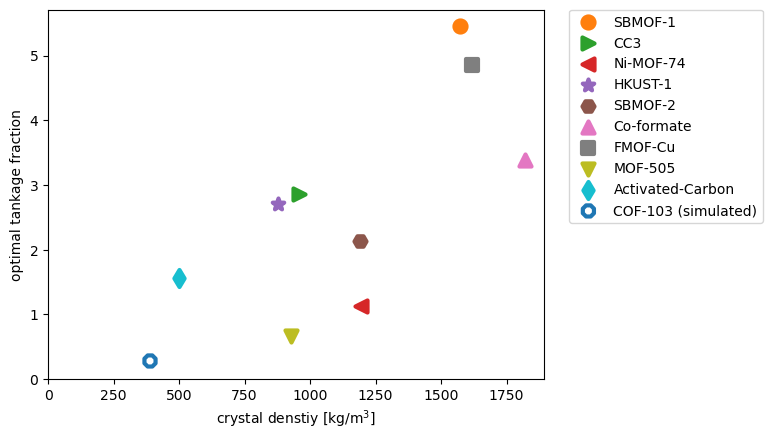 optimal tankage fraction
5
4
3
2
1
0
0 250 500 750 1000 1250 1500 1750
crystal denstiy [kg/m³]
SBMOF-1
CC3
Ni-MOF-74
HKUST-1
SBMOF-2
Co-formate
FMOF-Cu
MOF-505
Activated-Carbon
COF-103 (simulated)